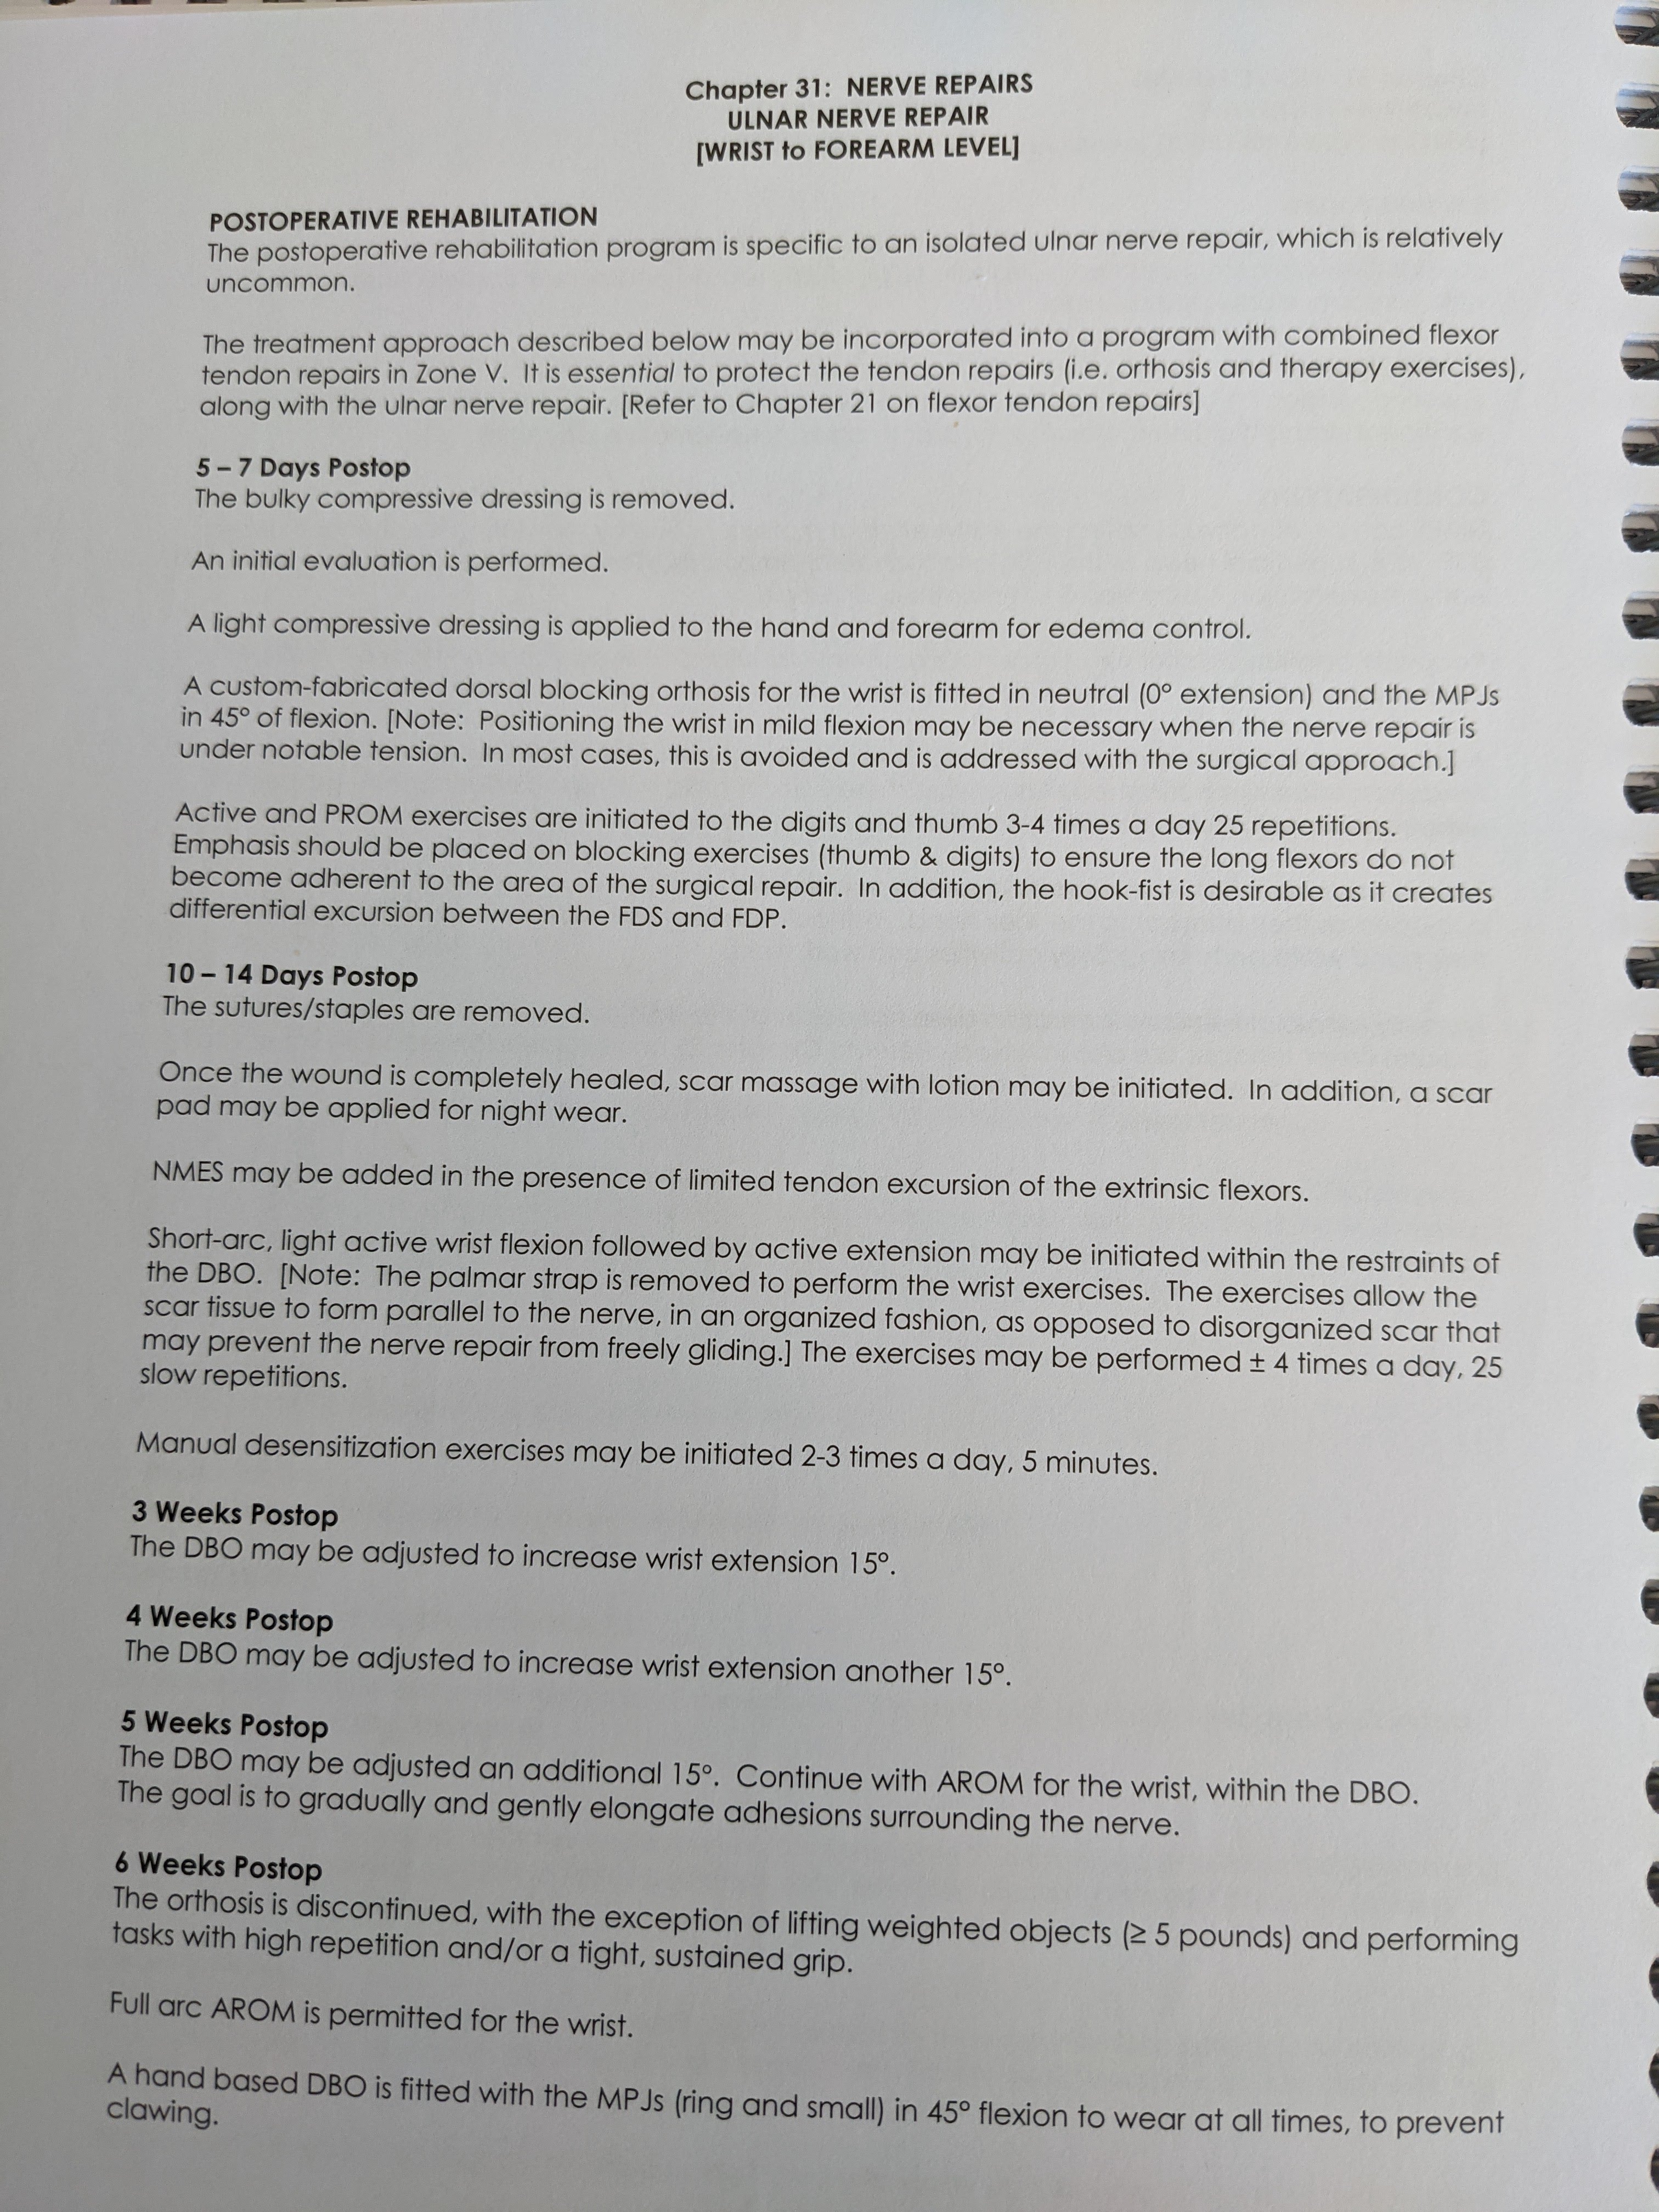 Chapter 31: NERVE REPAIRS
ULNAR NERVE REPAIR
[WRIST to FOREARM LEVEL]
POSTOPERATIVE REHABILITATION
The postoperative rehabilitation program is specific to an isolated ulnar nerve repair, which is relatively
uncommon.
The treatment approach described below may be incorporated into a program with combined flexor
tendon repairs in Zone V. It is essential to protect the tendon repairs (i.e. orthosis and therapy exercises),
along with the ulnar nerve repair. [Refer to Chapter 21 on flexor tendon repairs]
5 – 7 Days Postop
The bulky compressive dressing is removed.
An initial evaluation is performed.
A light compressive dressing is applied to the hand and forearm for edema control.
A custom-fabricated dorsal blocking orthosis for the wrist is fitted in neutral (0º extension) and the MPJs
in 45º of flexion. [Note: Positioning the wrist in mild flexion may be necessary when the nerve repair is
under notable tension. In most cases, this is avoided and is addressed with the surgical approach.]
Active and PROM exercises are initiated to the digits and thumb 3-4 times a day 25 repetitions.
Emphasis should be placed on blocking exercises (thumb & digits) to ensure the long flexors do not
become adherent to the area of the surgical repair. In addition, the hook-fist is desirable as it creates
differential excursion between the FDS and FDP.
10 – 14 Days Postop
The sutures/staples are removed.
Once the wound is completely healed, scar massage with lotion may be initiated. In addition, a scar
pad may be applied for night wear.
NMES may be added in the presence of limited tendon excursion of the extrinsic flexors.
Short-arc, light active wrist flexion followed by active extension may be initiated within the restraints of
the DBO. [Note: The palmar strap is removed to perform the wrist exercises. The exercises allow the
scar tissue to form parallel to the nerve, in an organized fashion, as opposed to disorganized scar that
may prevent the nerve repair from freely gliding.] The exercises may be performed ± 4 times a day, 25
slow repetitions.
Manual desensitization exercises may be initiated 2-3 times a day, 5 minutes.
3 Weeks Postop
The DBO may be adjusted to increase wrist extension 15º.
4 Weeks Postop
The DBO may be adjusted to increase wrist extension another 15º.
5 Weeks Postop
The DBO may be adjusted an additional 15º. Continue with AROM for the wrist, within the DBO.
The goal is to gradually and gently elongate adhesions surrounding the nerve.
6 Weeks Postop
The orthosis is discontinued, with the exception of lifting weighted objects (≥ 5 pounds) and performing
tasks with high repetition and/or a tight, sustained grip.
Full arc AROM is permitted for the wrist.
A hand based DBO is fitted with the MPJs (ring and small) in 45º flexion to wear at all times, to prevent
clawing.